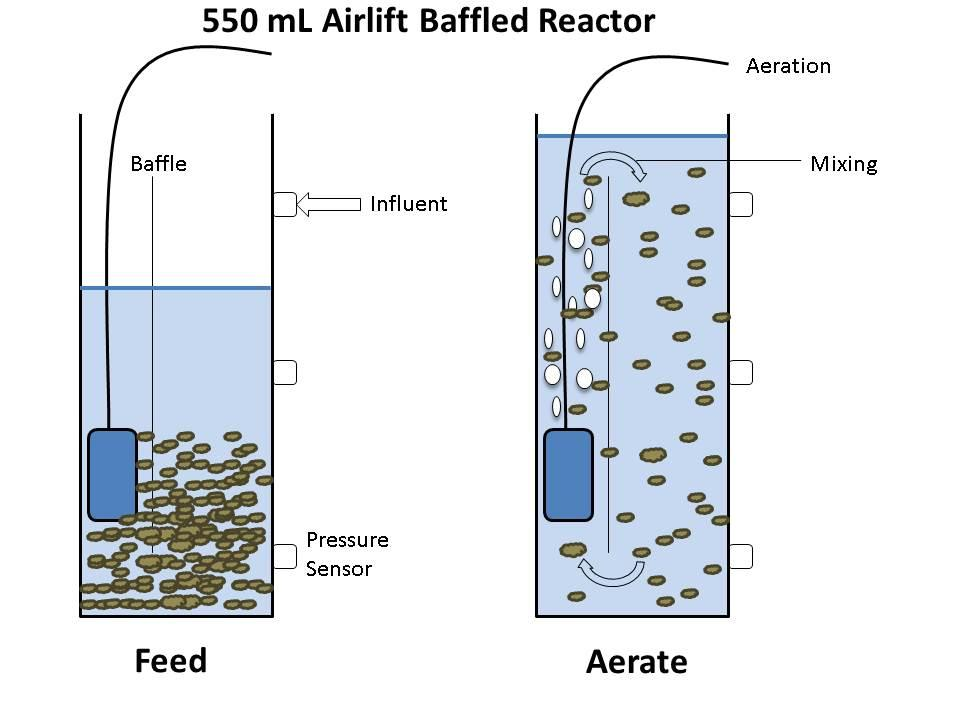 550 mL Airlift Baffled Reactor
Aeration
Baffle
Mixing
Influent
Pressure
Sensor
Feed
Aerate